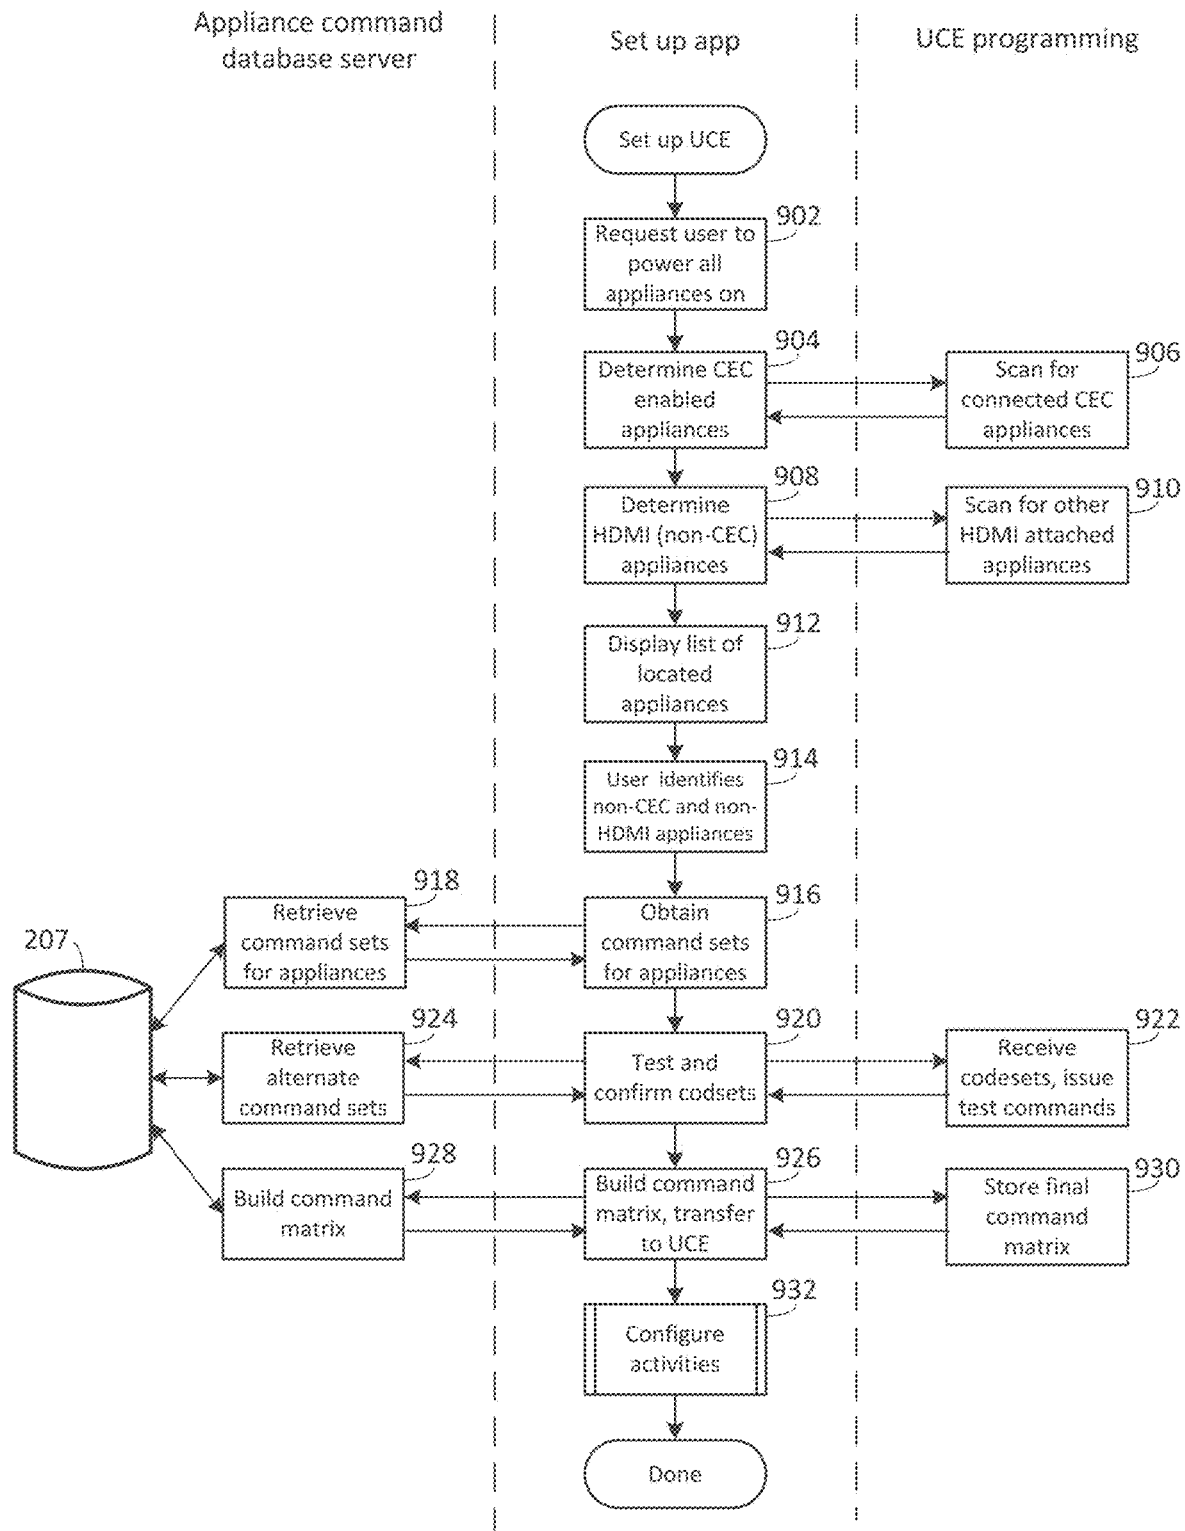 Appliance command
database server
Set up app
UCE programming
Set up UCE
902
Request user to
power all
appliances on
904
Determine CEC
enabled
appliances
906
Scan for
connected CEC
appliances
908
Determine
HDMI (non-CEC)
appliances
910
Scan for other
HDMI attached
appliances
912
Display list of
located
appliances
914
User identifies
non-CEC and non-
HDMI appliances
918
Retrieve
command sets
for appliances
916
Obtain
command sets
for appliances
207
924
Retrieve
alternate
command sets
920
Test and
confirm codsets
922
Receive
codesets, issue
test commands
928
Build command
matrix
926
Build command
matrix, transfer
to UCE
930
Store final
command
matrix
932
Configure
activities
Done